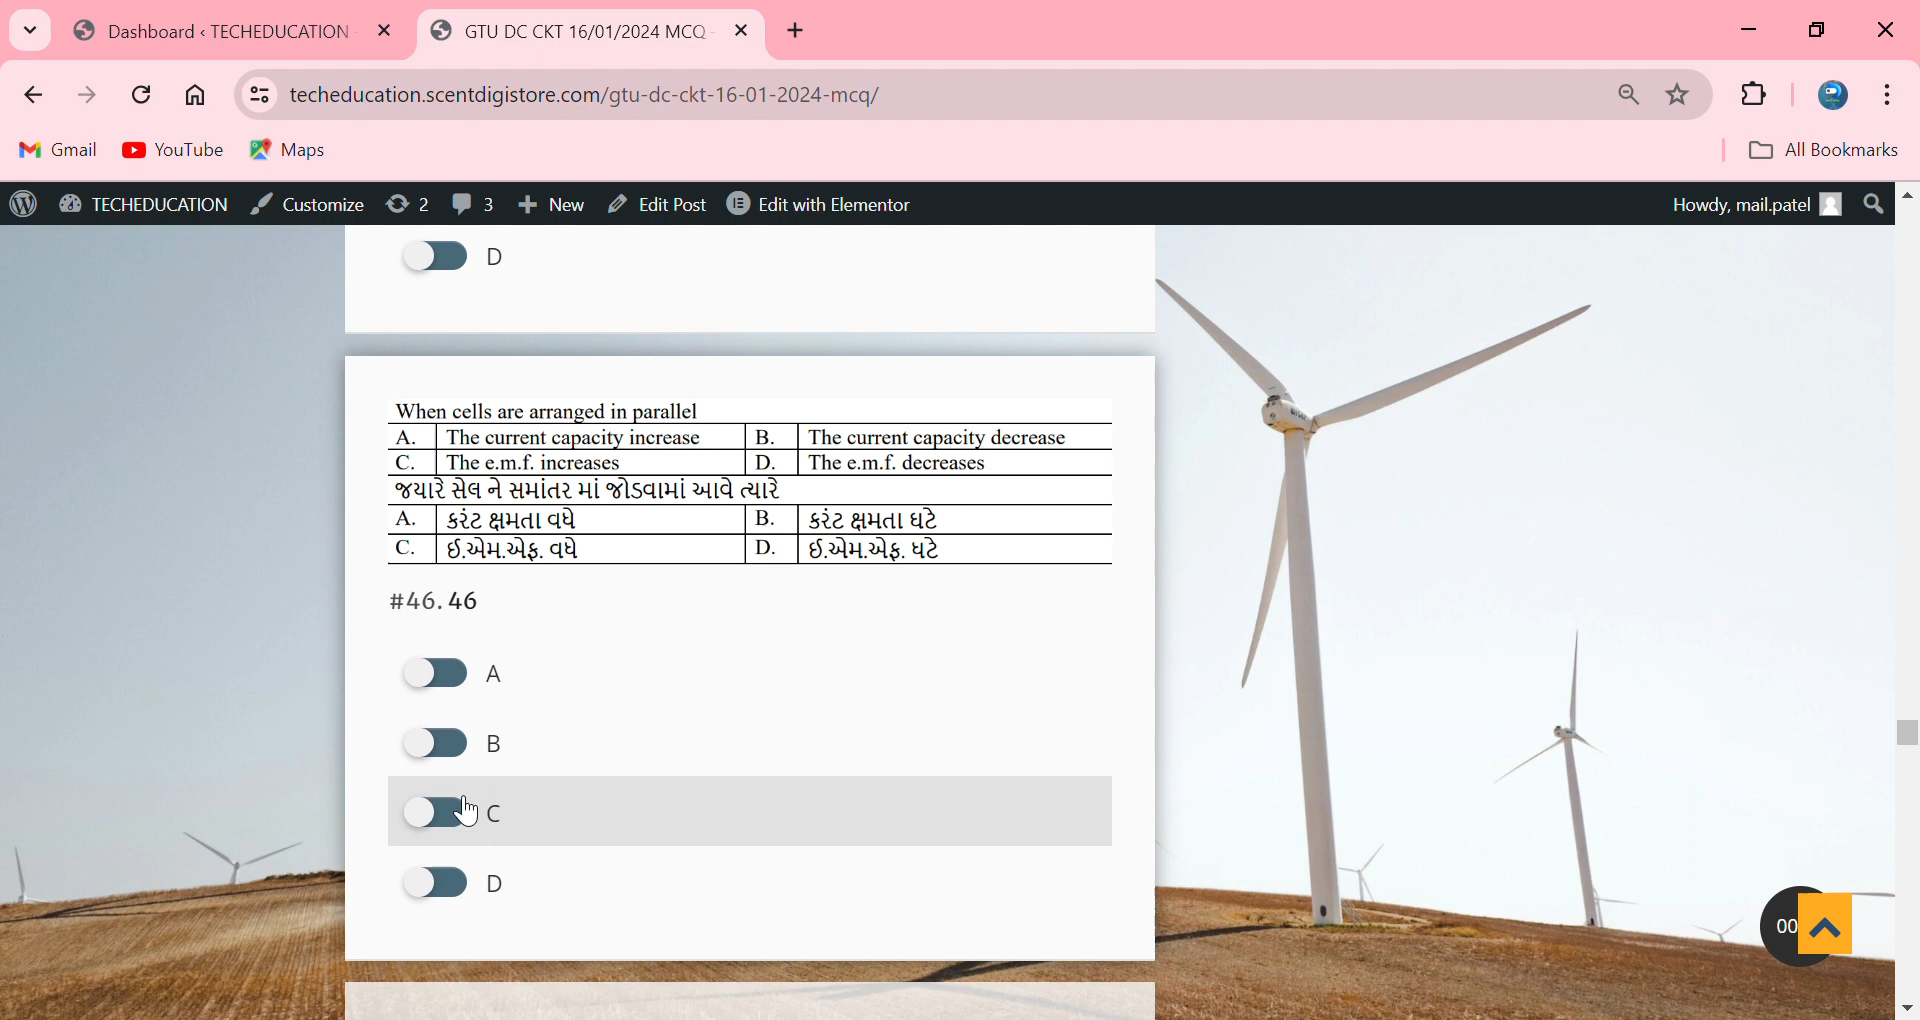 Dashboard ‹ TECHEDUCATION
GTU DC CKT 16/01/2024 MCQ
techeducation.scentdigistore.com/gtu-dc-ckt-16-01-2024-mcq/
Gmail YouTube Maps All Bookmarks
TECHEDUCATION Customize 2 3 New Edit Post Edit with Elementor Howdy, mail.patel
D
When cells are arranged in parallel
A. The current capacity increase B. The current capacity decrease
C. The e.m.f. increases D. The e.m.f. decreases
જયારે સેલ ને સમાંતર માં જોડવામાં આવે ત્યારે
A. કરંટ ક્ષમતા વધે B. કરંટ ક્ષમતા ઘટે
C. ઈ.એમ.એફ. વધે D. ઈ.એમ.એફ. ઘટે
#46. 46
A
B
C
D
00